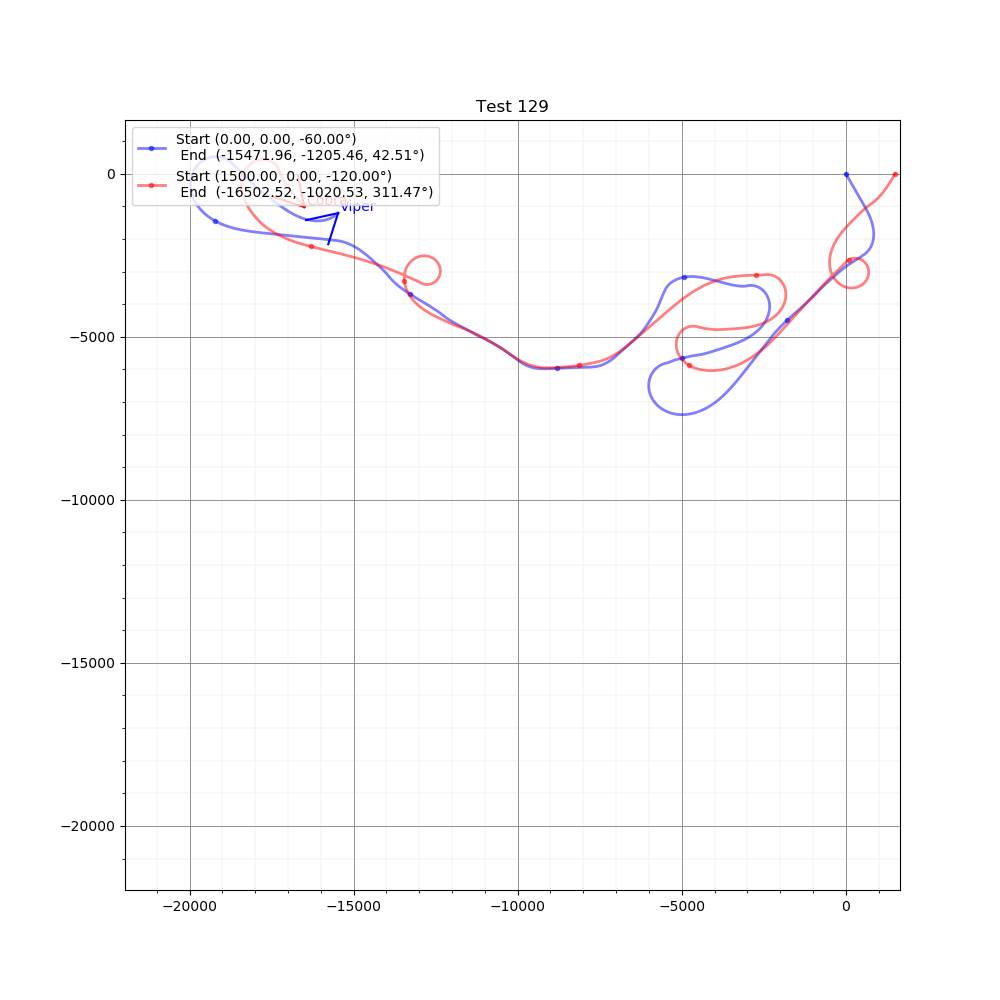 Test 129
Start (0.00, 0.00, -60.00°)
End (-15471.96, -1205.46, 42.51°)
Start (1500.00, 0.00, -120.00°)
End (-16502.52, -1020.53, 311.47°)
Cobra
Viper
0
−5000
−10000
−15000
−20000
−20000 −15000 −10000 −5000 0